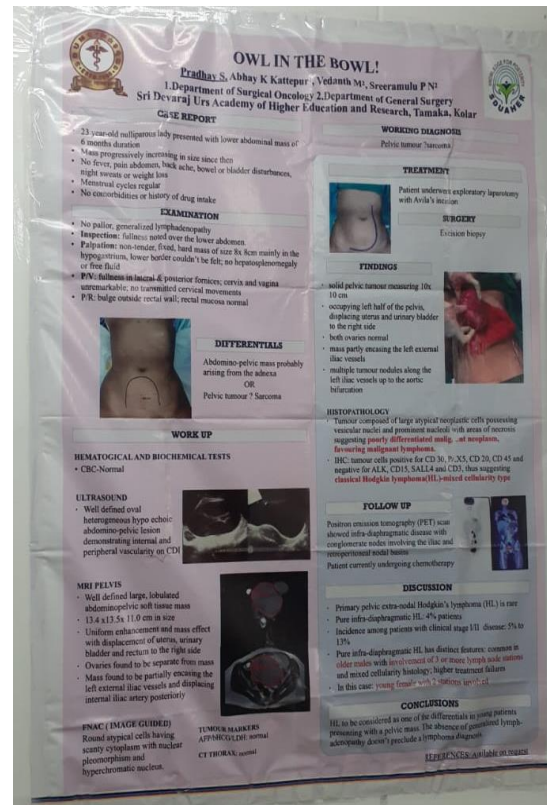 OWL IN THE BOWL!
Pradhay S, Abhay K Kattepur, Vedanth M, Sreeramulu P N
1.Department of Surgical Oncology 2.Department of General Surgery
Sri Devaraj Urs Academy of Higher Education and Research, Tamaka, Kolar
CASE REPORT
23 year-old nulliparous lady presented with lower abdominal mass of
6 months duration
• Mass progressively increasing in size since then
• No fever, pain abdomen, back ache, bowel or bladder disturbances,
night sweats or weight loss
• Menstrual cycles regular
• No comorbidities or history of drug intake
EXAMINATION
• No pallor, generalized lymphadenopathy
• Inspection: fullness noted over the lower abdomen
• Palpation: non-tender, fixed, hard mass of size 8x 8cm mainly in the
hypogastrium, lower border couldn't be felt; no hepatosplenomegaly
or free fluid
• P/V: fullness in lateral & posterior fornices; cervix and vagina
unremarkable; no transmitted cervical movements
• P/R: bulge outside rectal wall; rectal mucosa normal
DIFFERENTIALS
Abdomino-pelvic mass probably
arising from the adnexa
OR
Pelvic tumour ? Sarcoma
WORK UP
HEMATOLOGICAL AND BIOCHEMICAL TESTS
• CBC-Normal
ULTRASOUND
• Well defined oval
heterogeneous hypo echoic
abdomino-pelvic lesion
demonstrating internal and
peripheral vascularity on CDI
MRI PELVIS
• Well defined large, lobulated
abdominopelvic soft tissue mass
• 13.4 x13.5x 11.0 cm in size
• Uniform enhancement and mass effect
with displacement of uterus, urinary
bladder and rectum to the right side
• Ovaries found to be separate from mass
• Mass found to be partially encasing the
left external iliac vessels and displacing
internal iliac artery posteriorly
FNAC ( IMAGE GUIDED)
Round atypical cells having
scanty cytoplasm with nuclear
pleomorphism and
hyperchromatic nucleus.
TUMOUR MARKERS
AFP/HCG/LDH: normal
CT THORAX: normal
WORKING DIAGNOSIS
Pelvic tumour ?sarcoma
TREATMENT
Patient underwent exploratory laparotomy
with Avila's incision
SURGERY
Excision biopsy
FINDINGS
• solid pelvic tumour measuring 10x
10 cm
• occupying left half of the pelvis,
displacing uterus and urinary bladder
to the right side
• both ovaries normal
• mass partly encasing the left external
iliac vessels
• multiple tumour nodules along the
left iliac vessels up to the aortic
bifurcation
HISTOPATHOLOGY
• Tumour composed of large atypical neoplastic cells possessing
vesicular nuclei and prominent nucleoli with areas of necrosis
suggesting poorly differentiated neoplasm,
favouring malignant lymphoma.
• IHC: tumour cells positive for CD 30, CD 20, CD 45 and
negative for ALK, CD15, SALL4 and CD3, thus suggesting
classical Hodgkin lymphoma(HL)-mixed cellularity type
FOLLOW UP
Positron emission tomography (PET) scan
showed infra-diaphragmatic disease with
conglomerate nodes involving the iliac and
retroperitoneal nodal basins
Patient currently undergoing chemotherapy
DISCUSSION
• Primary pelvic extra-nodal Hodgkin's lymphoma (HL) is rare
• Pure infra-diaphragmatic HL: 4% patients
• Incidence among patients with clinical stage I/II disease: 5% to
13%
• Pure infra-diaphragmatic HL has distinct features: common in
older males with involvement of 3 or more lymph node stations
and mixed cellularity histology; higher treatment failures
• In this case: young female with 2 stations involved
CONCLUSIONS
HL to be considered as one of the differentials in young patients
presenting with a pelvic mass. The absence of generalized lymph-
adenopathy doesn't preclude a lymphoma diagnosis.
REFERENCES: Available on request